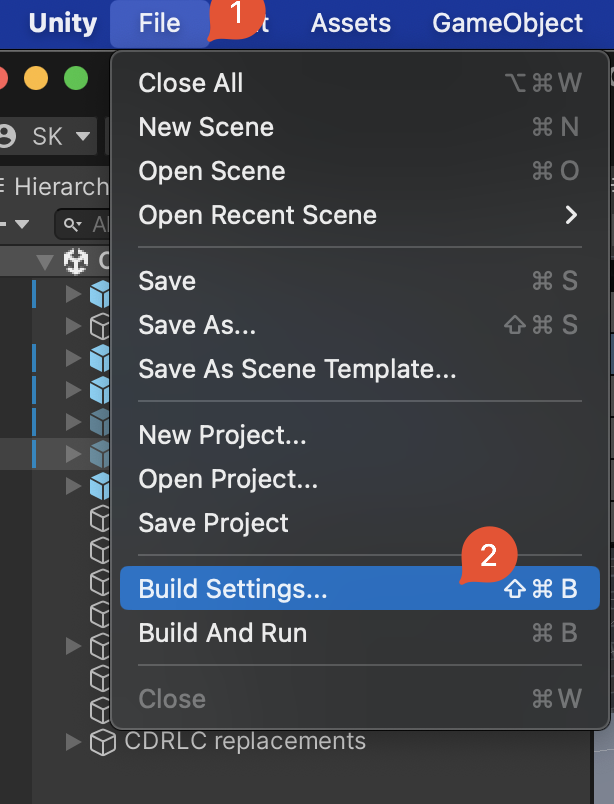 Unity File 1 t Assets GameObject
Close All ⌥⌘W
SK
New Scene ⌘N
Open Scene ⌘O
Hierarch
Open Recent Scene
Save ⌘S
Save As... ⇧⌘S
Save As Scene Template...
New Project...
Open Project...
Save Project
2
Build Settings... ⇧⌘B
Build And Run ⌘B
Close ⌘W
CDRLC replacements